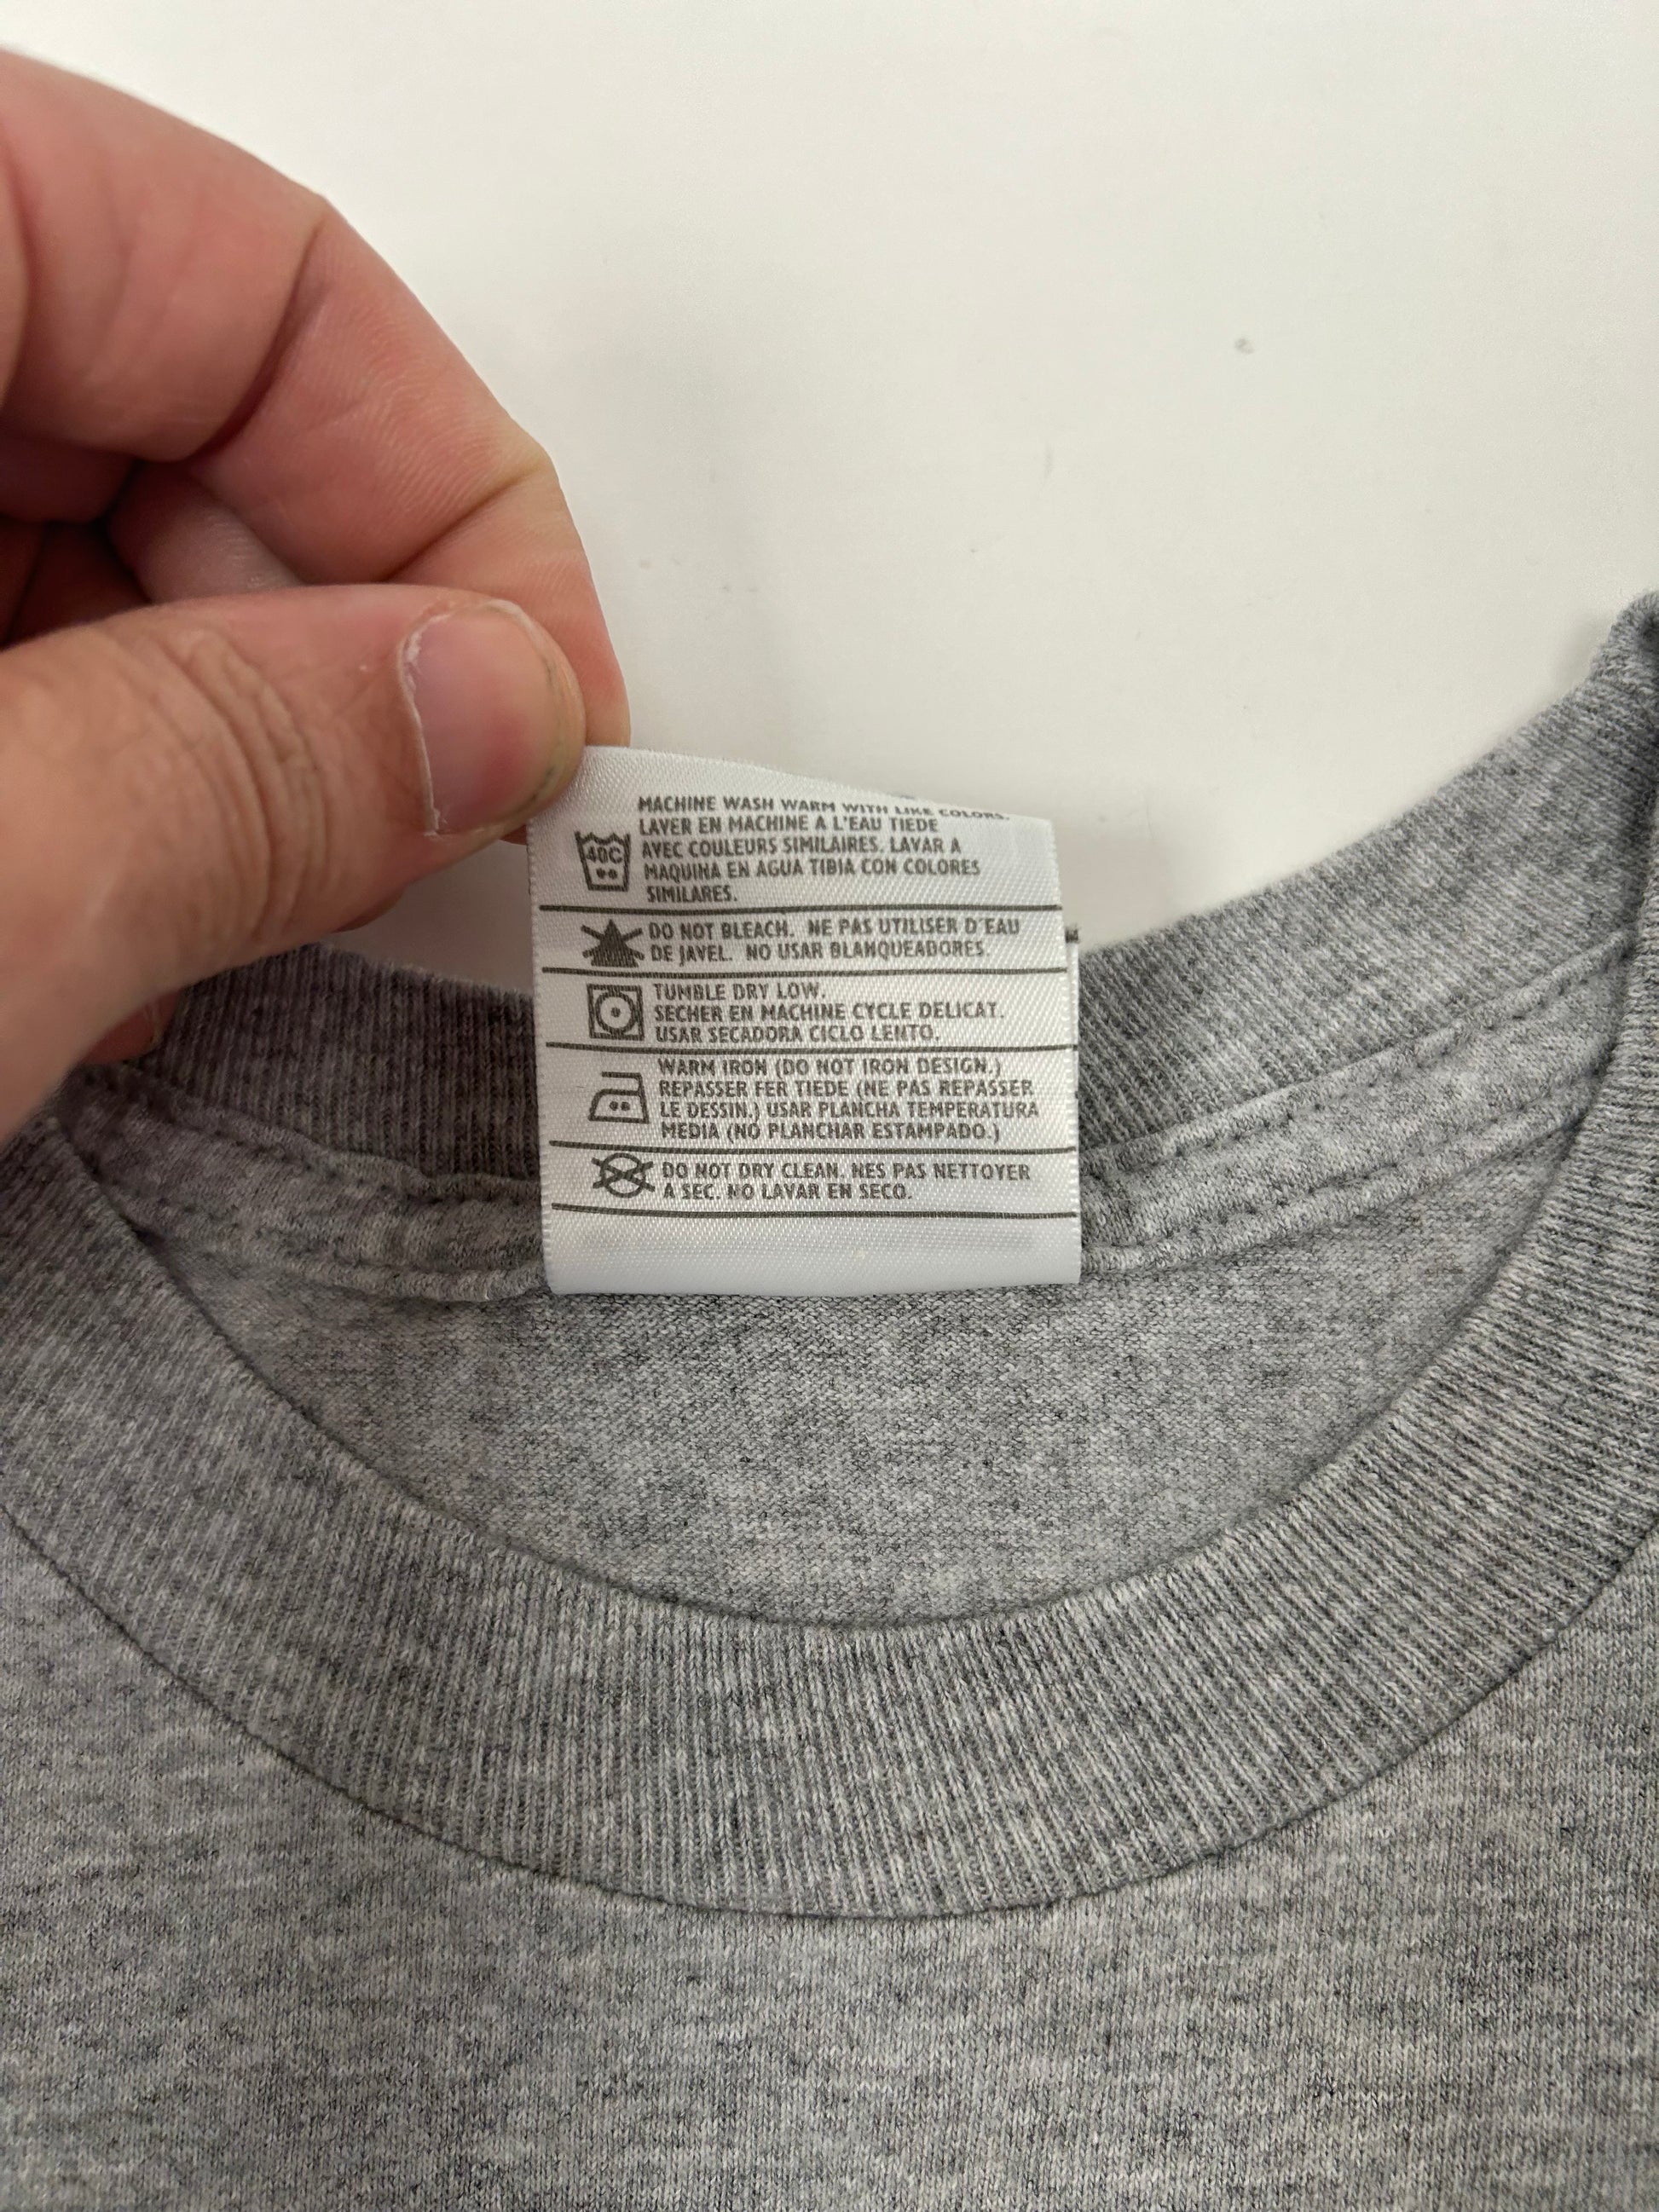 MACHINE WASH WARM WITH LIKE COLORS.
LAVER EN MACHINE A L'EAU TIEDE
AVEC COULEURS SIMILAIRES. LAVAR A
MAQUINA EN AGUA TIBIA CON COLORES
SIMILARES.
40C
DO NOT BLEACH. NE PAS UTILISER D'EAU
DE JAVEL. NO USAR BLANQUEADORES.
TUMBLE DRY LOW.
SECHER EN MACHINE CYCLE DELICAT.
USAR SECADORA CICLO LENTO.
WARM IRON (DO NOT IRON DESIGN.)
REPASSER FER TIEDE (NE PAS REPASSER
LE DESSIN.) USAR PLANCHA TEMPERATURA
MEDIA (NO PLANCHAR ESTAMPADO.)
DO NOT DRY CLEAN. NES PAS NETTOYER
A SEC. NO LAVAR EN SECO.